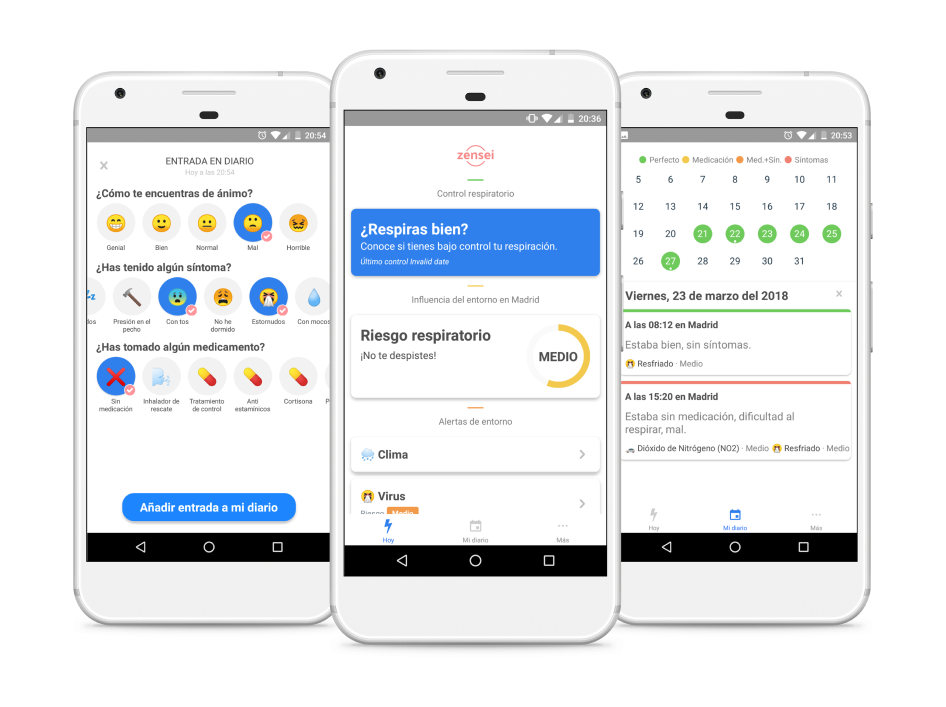 20:54
ENTRADA EN DIARIO
Hoy a las 20:54
¿Cómo te encuentras de ánimo?
Genial
Bien
Normal
Mal
Horrible
¿Has tenido algún síntoma?
Presión en el
pecho
Con tos
No he
dormido
Estornudos
Con mocos
¿Has tomado algún medicamento?
Sin
medicación
Inhalador de
rescate
Tratamiento
de control
Anti
estamínicos
Cortisona
Añadir entrada a mi diario
20:36
zensei
Control respiratorio
¿Respiras bien?
Conoce si tienes bajo control tu respiración.
Último control Invalid date
Influencia del entorno en Madrid
Riesgo respiratorio
¡No te despistes!
MEDIO
Alertas de entorno
Clima
Virus
Riesgo Medio
Hoy
Mi diario
Más
20:53
Perfecto Medicación Med.+Sin. Síntomas
5 6 7 8 9 10 11
12 13 14 15 16 17 18
19 20 21 22 23 24 25
26 27 28 29 30 31
Viernes, 23 de marzo del 2018
A las 08:12 en Madrid
Estaba bien, sin síntomas.
Resfriado · Medio
A las 15:20 en Madrid
Estaba sin medicación, dificultad al
respirar, mal.
Dióxido de Nitrógeno (NO2) · Medio Resfriado · Medio
Hoy
Mi diario
Más